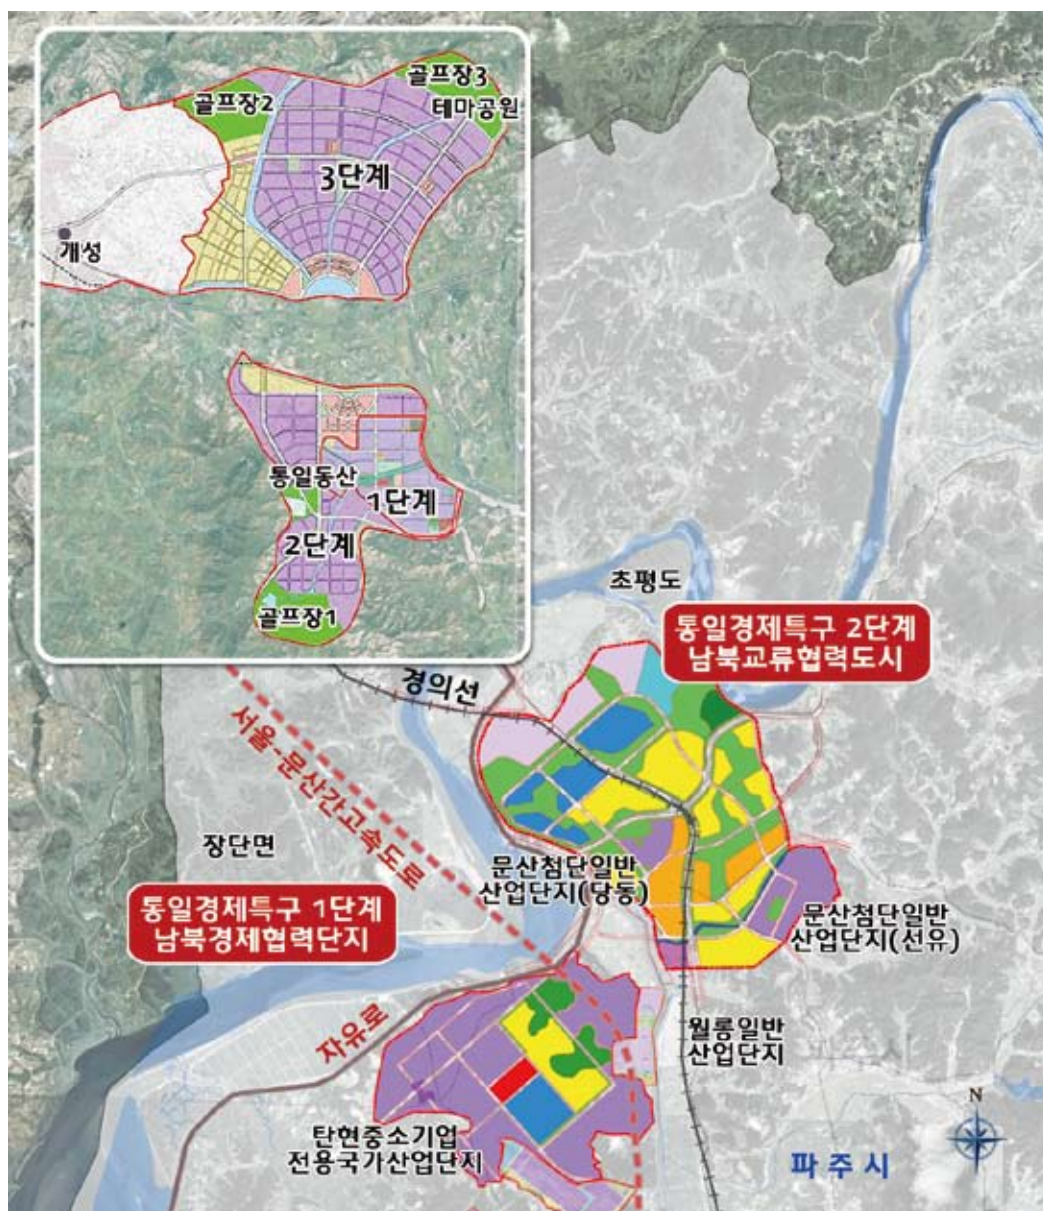 골프장3
골프장2
테마공원
3단계
개성
통일동산
1단계
2단계
골프장1
초평도
통일경제특구 2단계
남북교류협력도시
경의선
서울-문산간고속도로
장단면
문산첨단일반
산업단지(당동)
통일경제특구 1단계
남북경제협력단지
문산첨단일반
산업단지(선유)
자유로
월롱일반
산업단지
탄현중소기업
전용국가산업단지
파주시
N